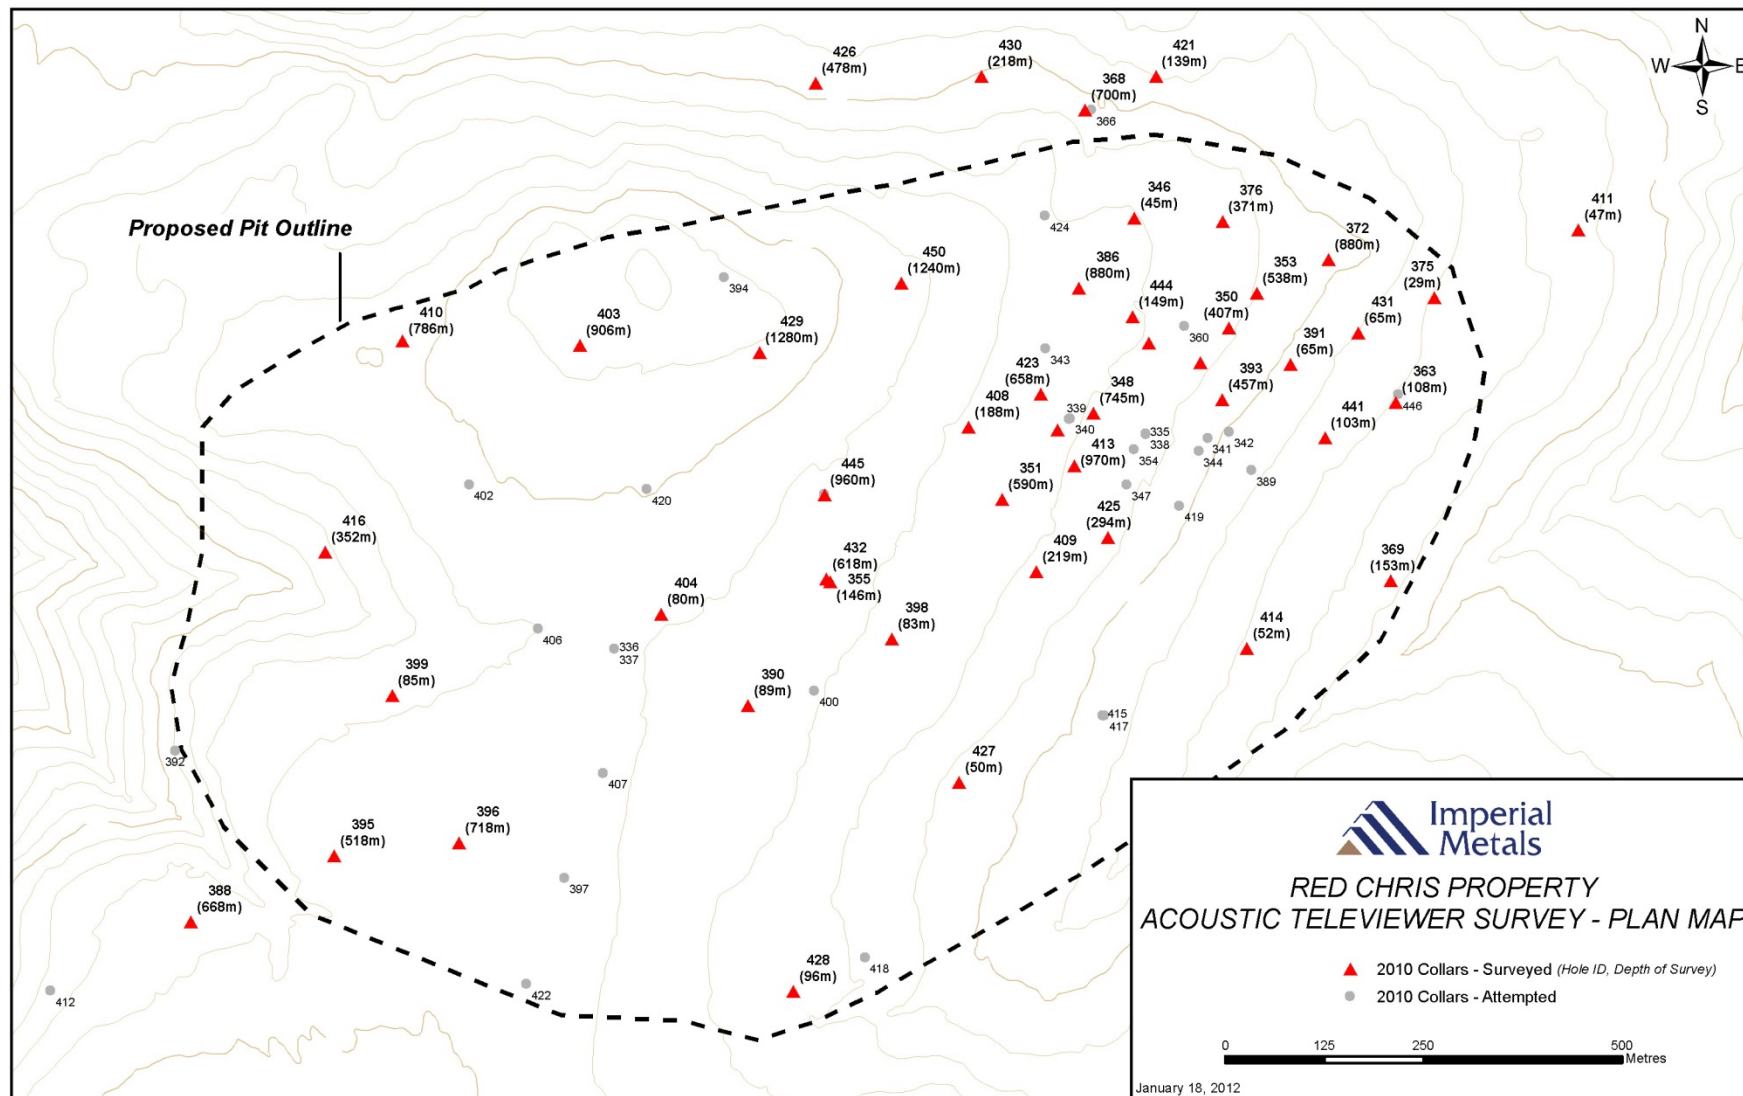 426
(478m)
430
(218m)
421
(139m)
368
(700m)
366
N
W
E
S
Proposed Pit Outline
346
(45m)
376
(371m)
411
(47m)
424
372
(880m)
450
(1240m)
386
(880m)
353
(538m)
375
(29m)
394
444
(149m)
350
(407m)
431
(65m)
410
(786m)
403
(906m)
429
(1280m)
360
391
(65m)
343
423
(658m)
393
(457m)
363
(108m)
446
408
(188m)
348
(745m)
339
340
441
(103m)
335
338
341
342
344
354
413
(970m)
445
(960m)
351
(590m)
347
389
402
420
419
425
(294m)
416
(352m)
432
(618m)
355
(146m)
409
(219m)
369
(153m)
404
(80m)
398
(83m)
414
(52m)
406
336
337
399
(85m)
390
(89m)
400
415
417
392
407
427
(50m)
395
(518m)
396
(718m)
397
388
(668m)
428
(96m)
418
412
422
Imperial
Metals
RED CHRIS PROPERTY
ACOUSTIC TELEVIEWER SURVEY - PLAN MAP
2010 Collars - Surveyed (Hole ID, Depth of Survey)
2010 Collars - Attempted
0 125 250 500
Metres
January 18, 2012